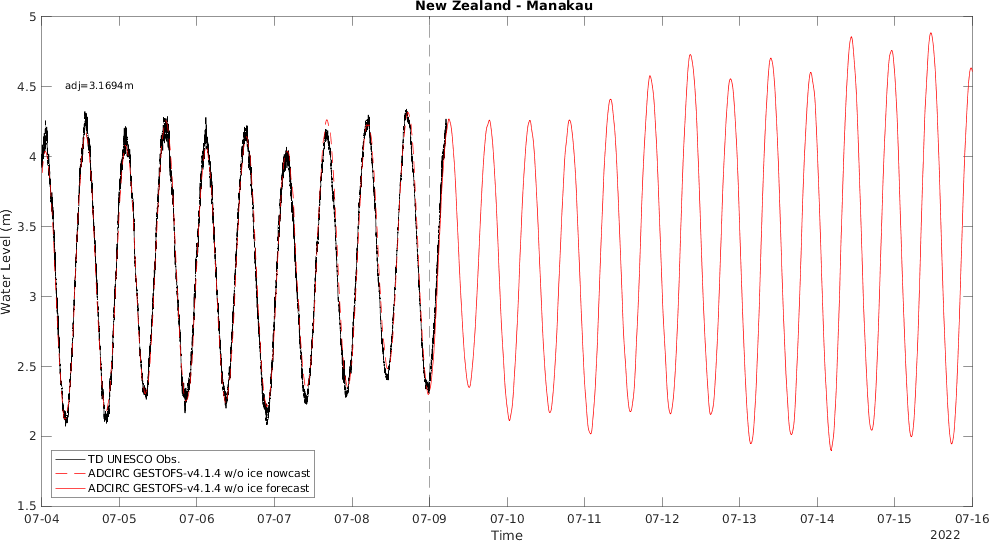 New Zealand - Manakau
5
4.5
adj=3.1694m
4
3.5
3
2.5
2
1.5
Water Level (m)
TD UNESCO Obs.
ADCIRC GESTOFS-v4.1.4 w/o ice nowcast
ADCIRC GESTOFS-v4.1.4 w/o ice forecast
07-04 07-05 07-06 07-07 07-08 07-09 07-10 07-11 07-12 07-13 07-14 07-15 07-16
Time
2022